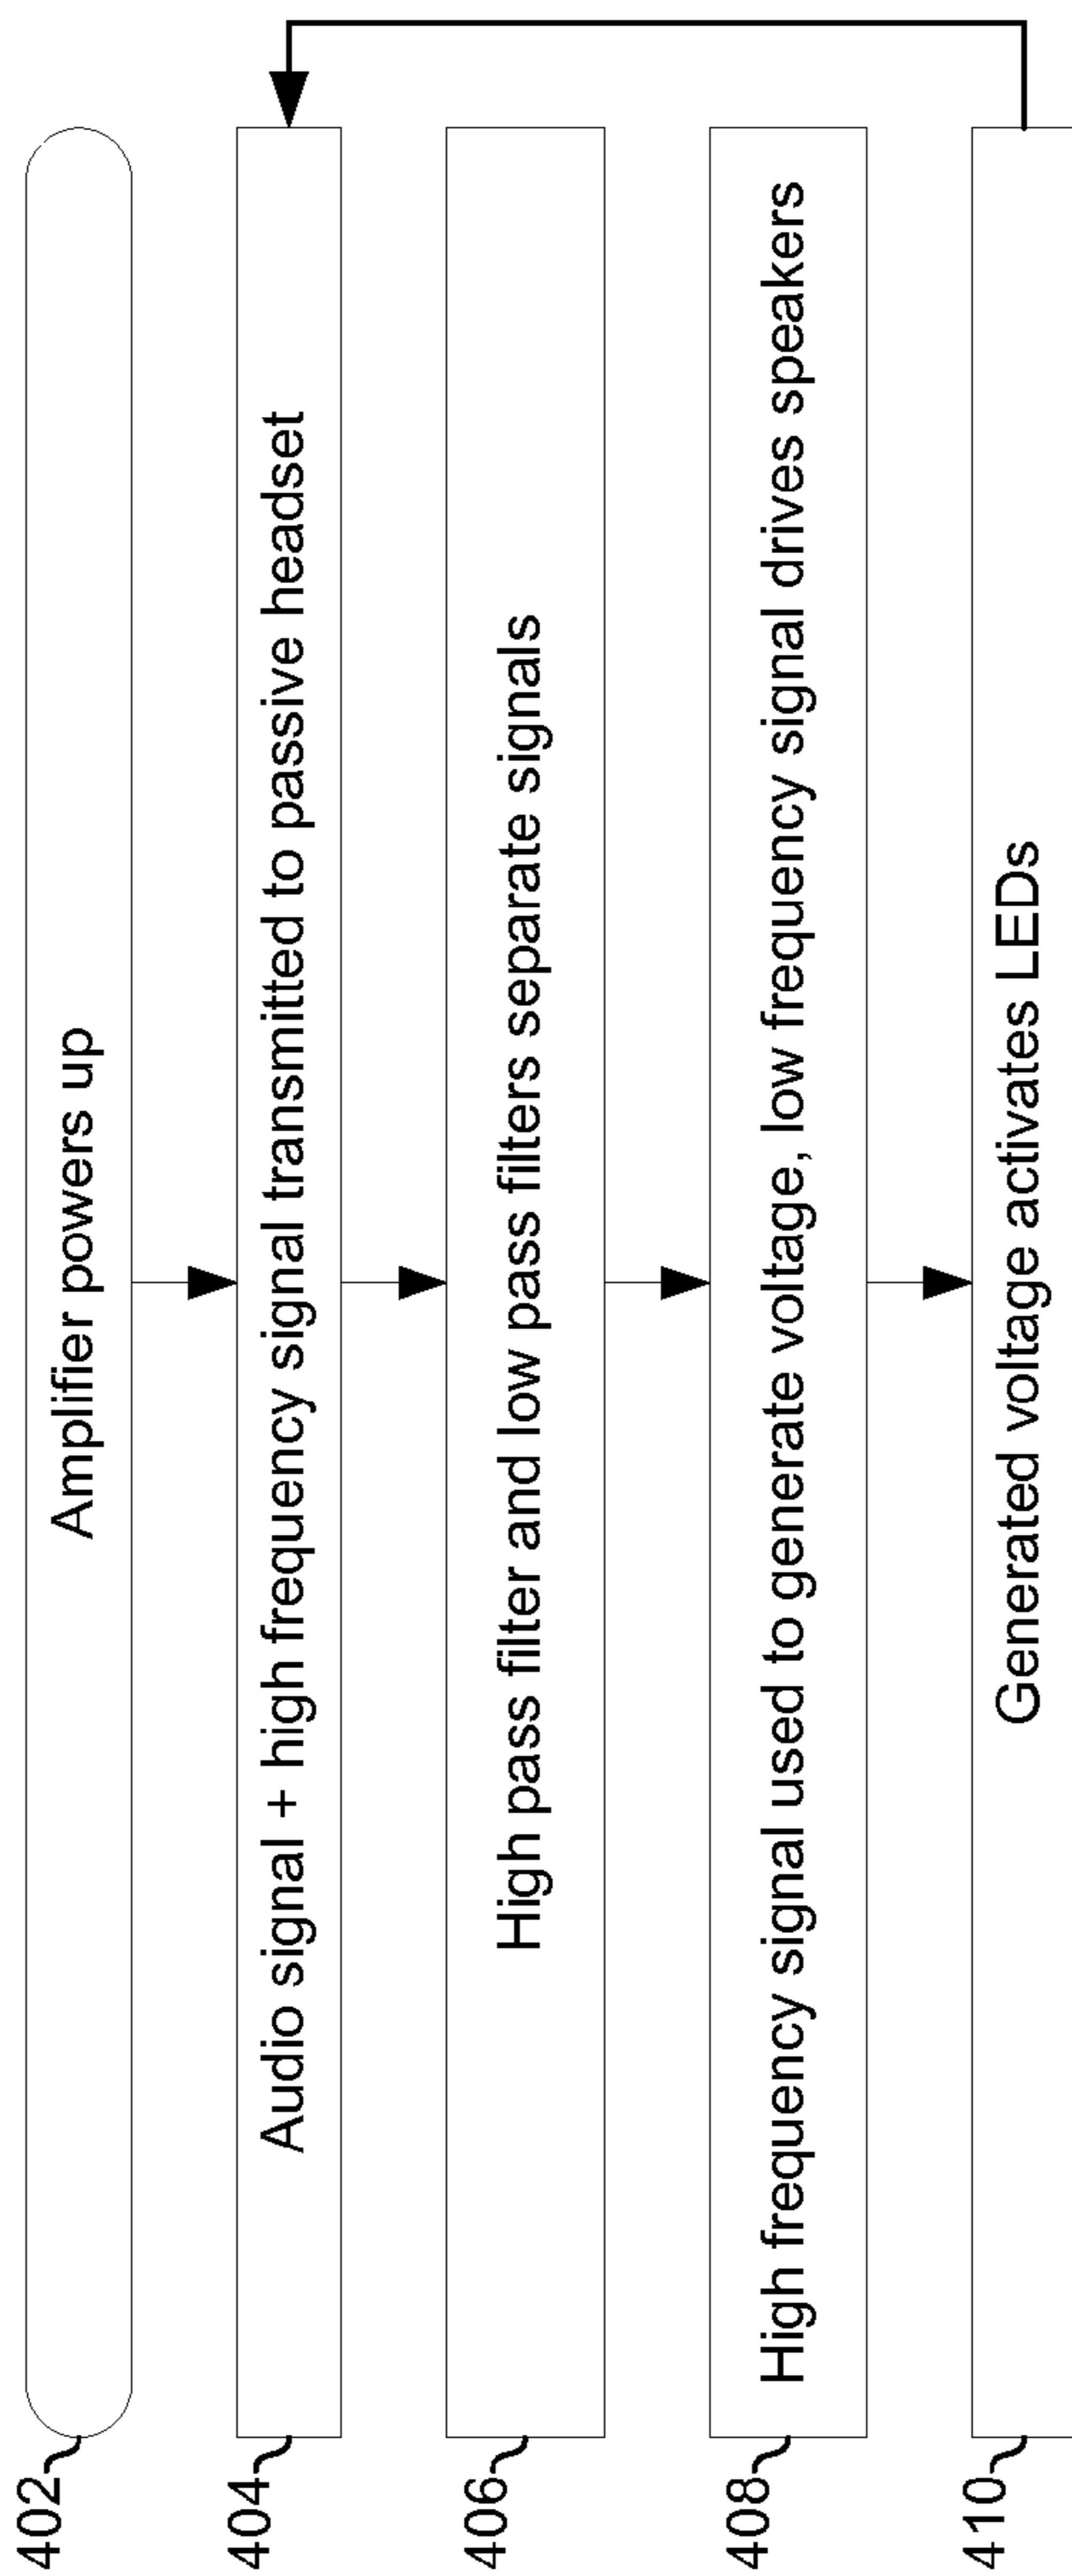 402
Amplifier powers up
404
Audio signal + high frequency signal transmitted to passive headset
406
High pass filter and low pass filters separate signals
408
High frequency signal used to generate voltage, low frequency signal drives speakers
410
Generated voltage activates LEDs